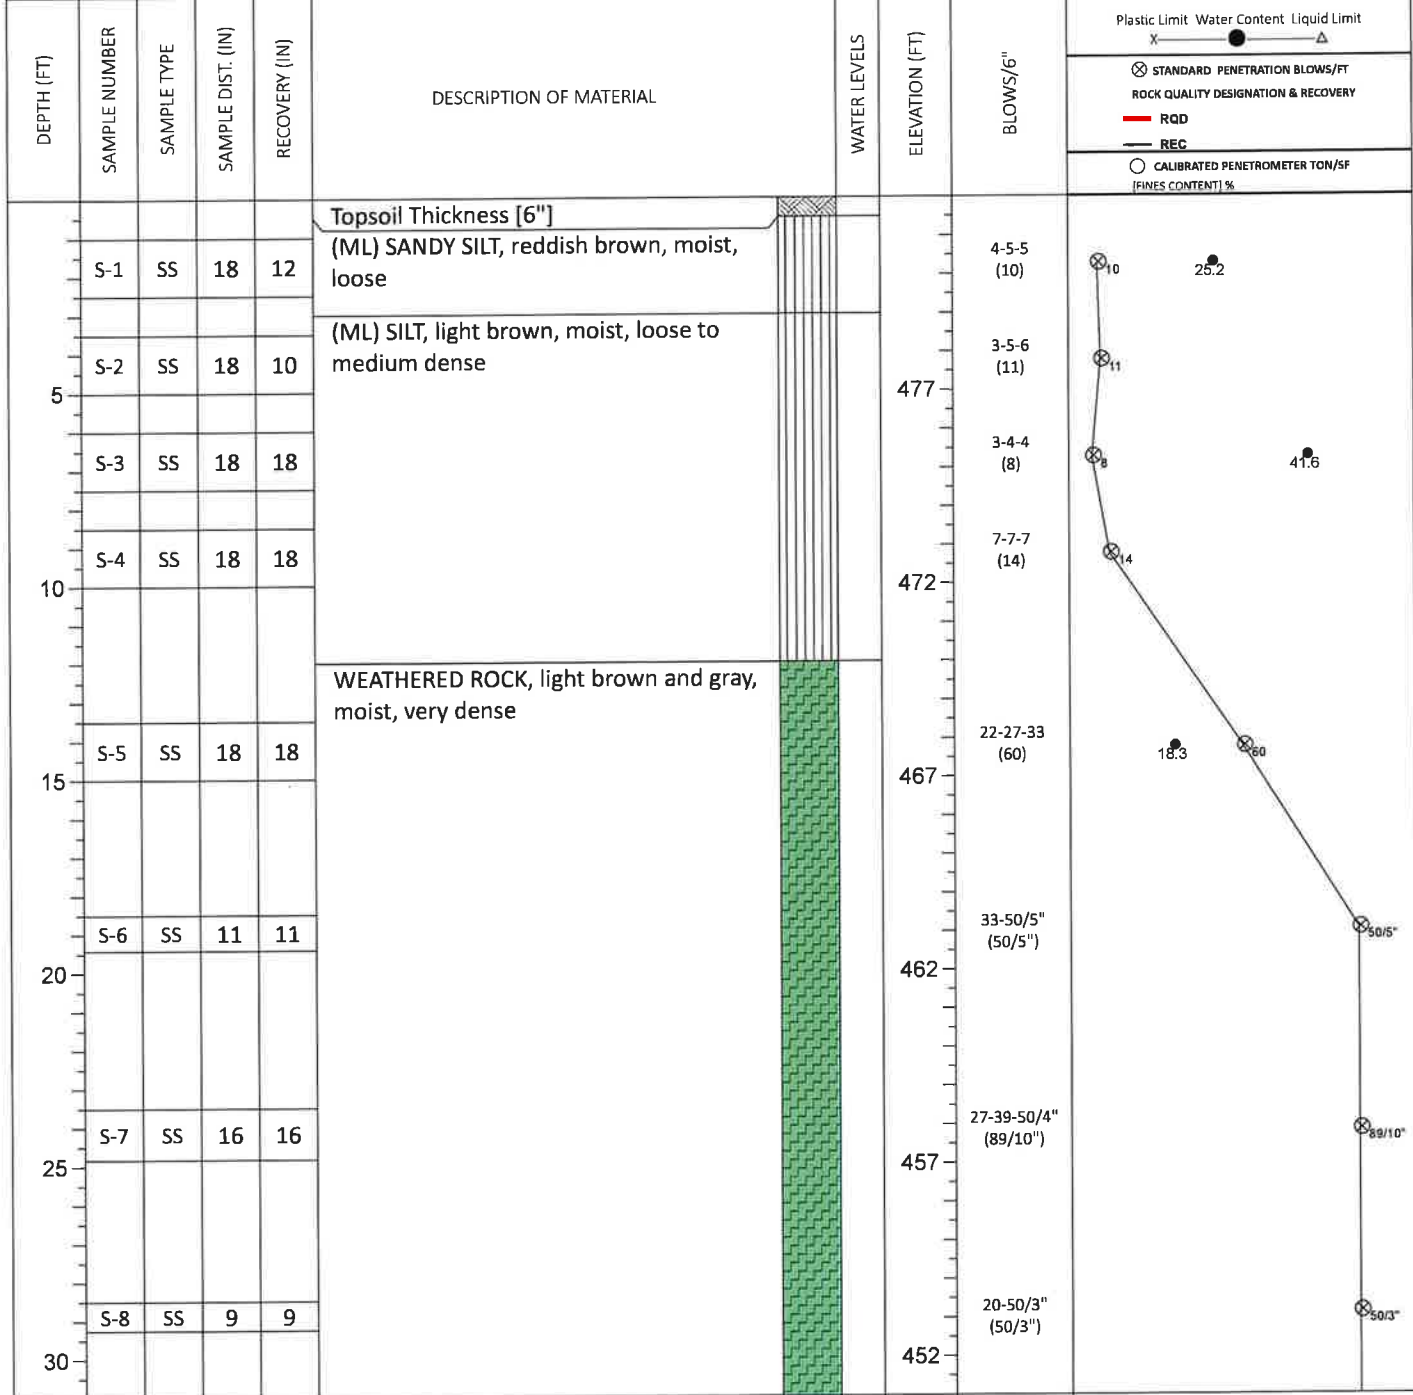 DEPTH (FT)
SAMPLE NUMBER
SAMPLE TYPE
SAMPLE DIST. (IN)
RECOVERY (IN)
DESCRIPTION OF MATERIAL
WATER LEVELS
ELEVATION (FT)
BLOWS/6"
Plastic Limit Water Content Liquid Limit
X
STANDARD PENETRATION BLOWS/FT
ROCK QUALITY DESIGNATION & RECOVERY
RQD
REC
CALIBRATED PENETROMETER TON/SF
[FINES CONTENT] %
Topsoil Thickness [6"]
(ML) SANDY SILT, reddish brown, moist,
loose
S-1 SS 18 12
4-5-5
(10)
10
25.2
(ML) SILT, light brown, moist, loose to
medium dense
S-2 SS 18 10
3-5-6
(11)
11
5
477
S-3 SS 18 18
3-4-4
(8)
8
41.6
S-4 SS 18 18
7-7-7
(14)
14
10
472
WEATHERED ROCK, light brown and gray,
moist, very dense
S-5 SS 18 18
22-27-33
(60)
18.3
60
15
467
S-6 SS 11 11
33-50/5"
(50/5")
50/5"
20
462
S-7 SS 16 16
27-39-50/4"
(89/10")
89/10"
25
457
S-8 SS 9 9
20-50/3"
(50/3")
50/3"
30
452